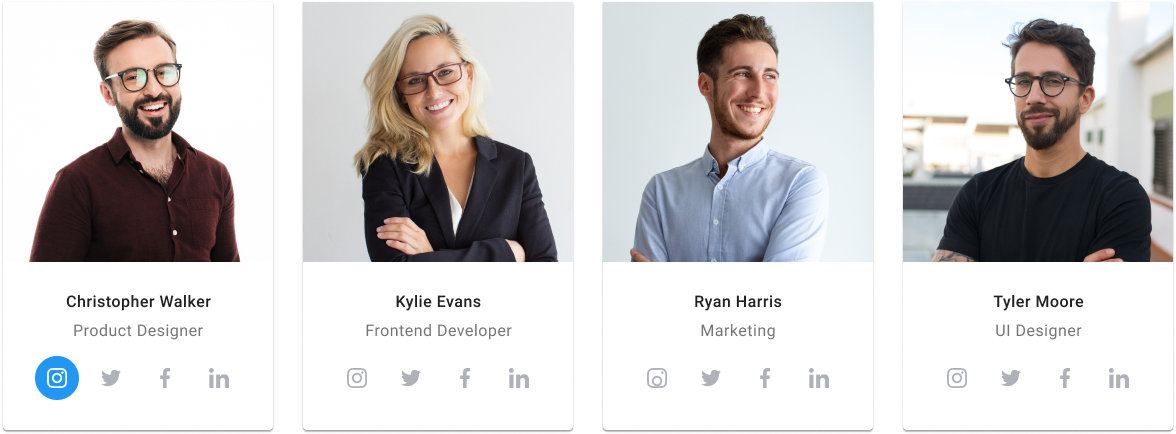 Christopher Walker
Product Designer
Kylie Evans
Frontend Developer
Ryan Harris
Marketing
Tyler Moore
UI Designer